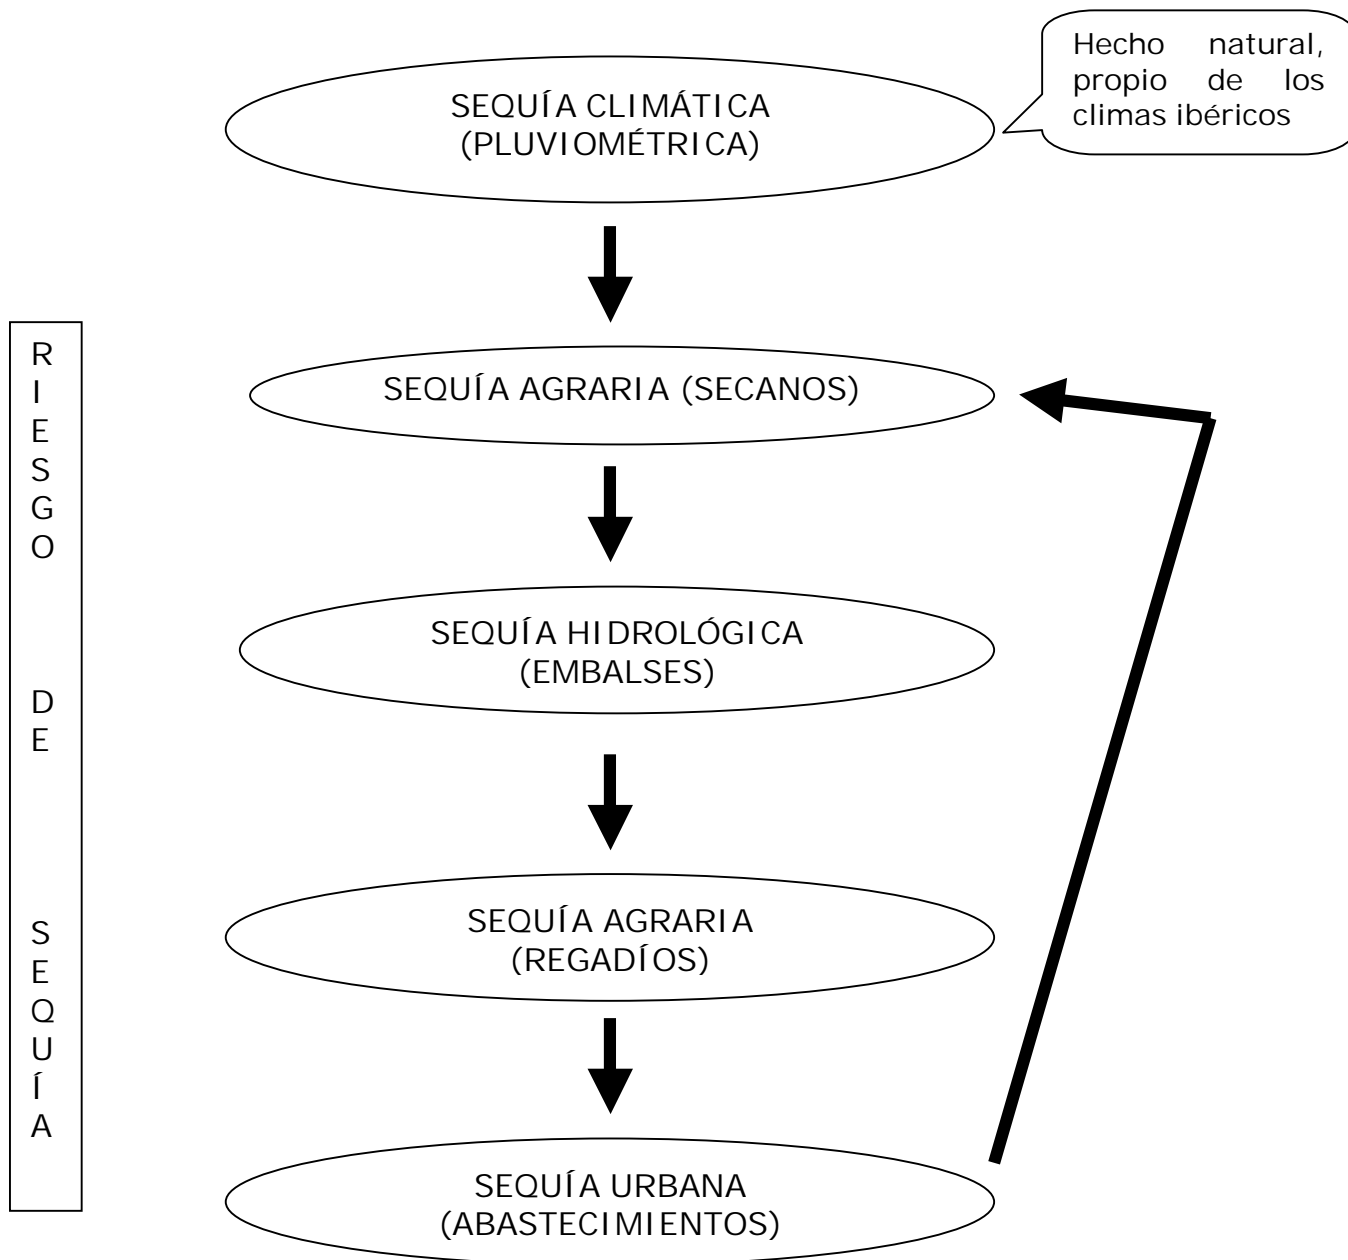 Hecho natural,
propio de los
climas ibéricos
SEQUÍA CLIMÁTICA
(PLUVIOMÉTRICA)
SEQUÍA AGRARIA (SECANOS)
SEQUÍA HIDROLÓGICA
(EMBALSES)
SEQUÍA AGRARIA
(REGADÍOS)
SEQUÍA URBANA
(ABASTECIMIENTOS)
R
I
E
S
G
O
D
E
S
E
Q
U
Í
A